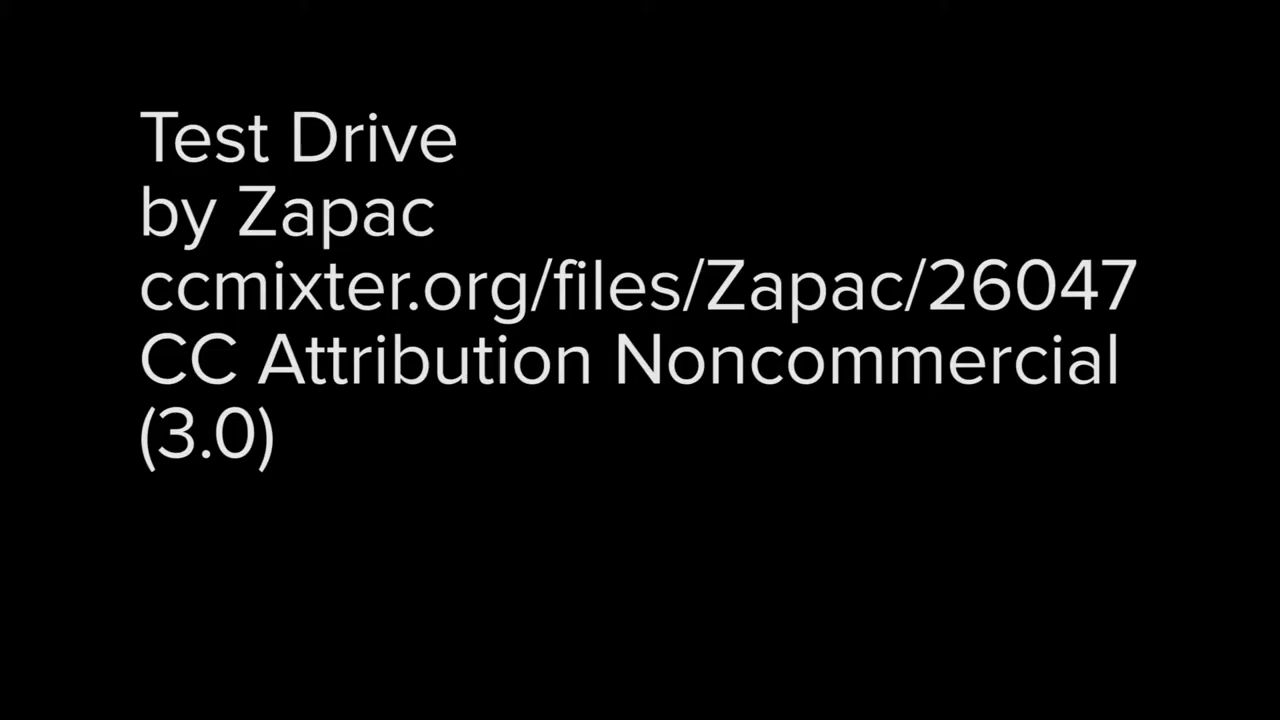 Test Drive
by Zapac
ccmixter.org/files/Zapac/26047
CC Attribution Noncommercial
(3.0)